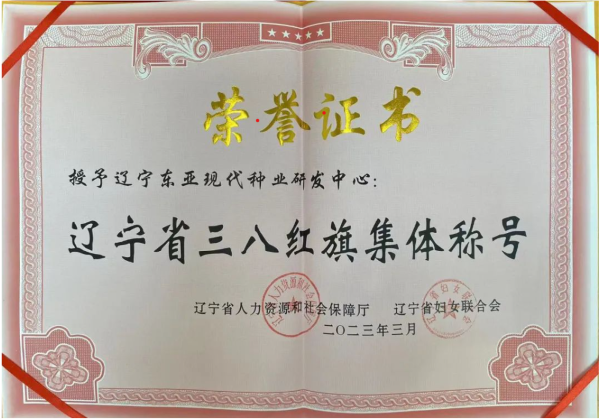 荣誉证书
授予辽宁东亚现代种业研发中心:
辽宁省三八红旗集体称号
辽宁省人力资源和社会保障厅 辽宁省妇女联合会
二〇二三年三月